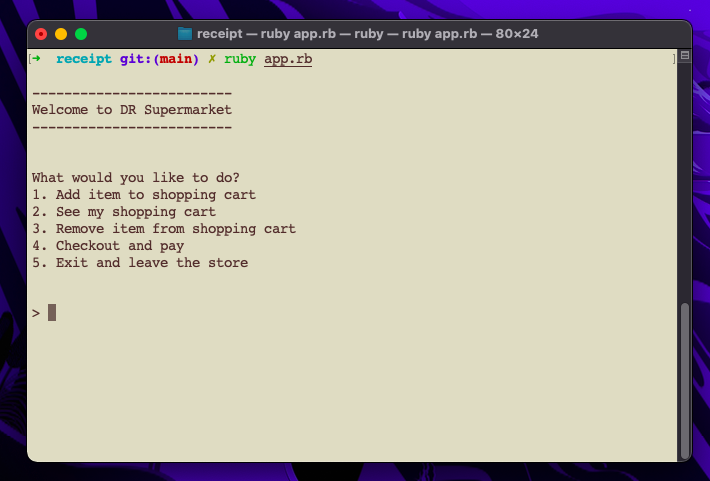 receipt — ruby app.rb — ruby — ruby app.rb — 80×24
[➜  receipt git:(main) ✗ ruby app.rb ]
-------------------------
Welcome to DR Supermarket
-------------------------
What would you like to do?
1. Add item to shopping cart
2. See my shopping cart
3. Remove item from shopping cart
4. Checkout and pay
5. Exit and leave the store
>